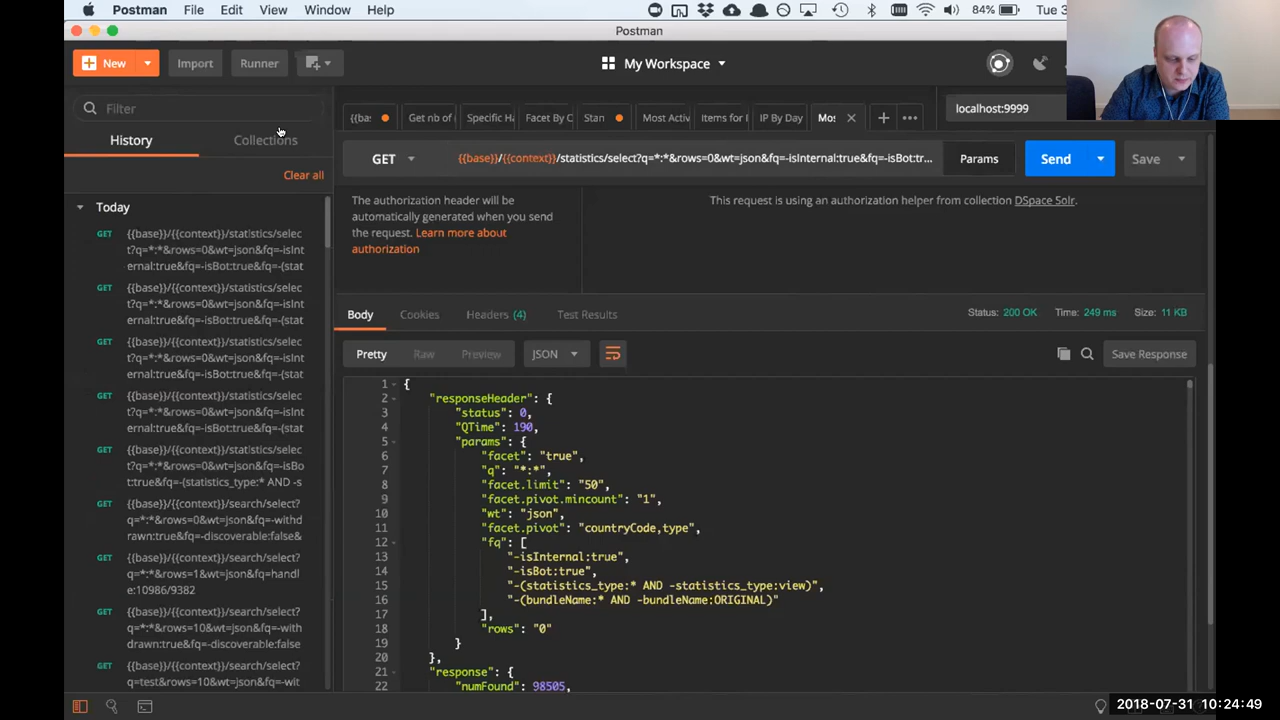 Postman File Edit View Window Help 84% Tue 3
Postman
New Import Runner My Workspace
Filter
localhost:9999
{{ba: Get nb of Specific Ha Facet By C Stan Most Activ Items for I IP By Day Mos
History Collections
GET {{base}}/{{context}}/statistics/select?q=*:*&rows=0&wt=json&fq=-isInternal:true&fq=-isBot:tr... Params Send Save
Clear all
The authorization header will be
automatically generated when you send
the request. Learn more about
authorization
This request is using an authorization helper from collection DSpace Solr.
Today
GET {{base}}/{{context}}/statistics/selec
t?q=*:*&rows=0&wt=json&fq=-isInt
ernal:true&fq=-isBot:true&fq=-(stat
GET {{base}}/{{context}}/statistics/selec
t?q=*:*&rows=0&wt=json&fq=-isInt
ernal:true&fq=-isBot:true&fq=-(stat
GET {{base}}/{{context}}/statistics/selec
t?q=*:*&rows=0&wt=json&fq=-isInt
ernal:true&fq=-isBot:true&fq=-(stat
GET {{base}}/{{context}}/statistics/selec
t?q=*:*&rows=0&wt=json&fq=-isInt
ernal:true&fq=-isBot:true&fq=-(stat
GET {{base}}/{{context}}/statistics/selec
t?q=*:*&rows=0&wt=json&fq=-isBo
t:true&fq=-(statistics_type:* AND -s
GET {{base}}/{{context}}/search/select?
q=*:*&rows=0&wt=json&fq=-withd
rawn:true&fq=-discoverable:false&
GET {{base}}/{{context}}/search/select?
q=*:*&rows=1&wt=json&fq=handl
e:10986/9382
GET {{base}}/{{context}}/search/select?
q=*:*&rows=10&wt=json&fq=-with
drawn:true&fq=-discoverable:false
GET {{base}}/{{context}}/search/select?
q=test&rows=10&wt=json&fq=-wit
Body Cookies Headers (4) Test Results Status: 200 OK Time: 249 ms Size: 11 KB
Pretty Raw Preview JSON Save Response
1 {
2 "responseHeader": {
3 "status": 0,
4 "QTime": 190,
5 "params": {
6 "facet": "true",
7 "q": "*:*",
8 "facet.limit": "50",
9 "facet.pivot.mincount": "1",
10 "wt": "json",
11 "facet.pivot": "countryCode,type",
12 "fq": [
13 "-isInternal:true",
14 "-isBot:true",
15 "-(statistics_type:* AND -statistics_type:view)",
16 "-(bundleName:* AND -bundleName:ORIGINAL)"
17 ],
18 "rows": "0"
19 }
20 },
21 "response": {
22 "numFound": 98505,
2018-07-31 10:24:49